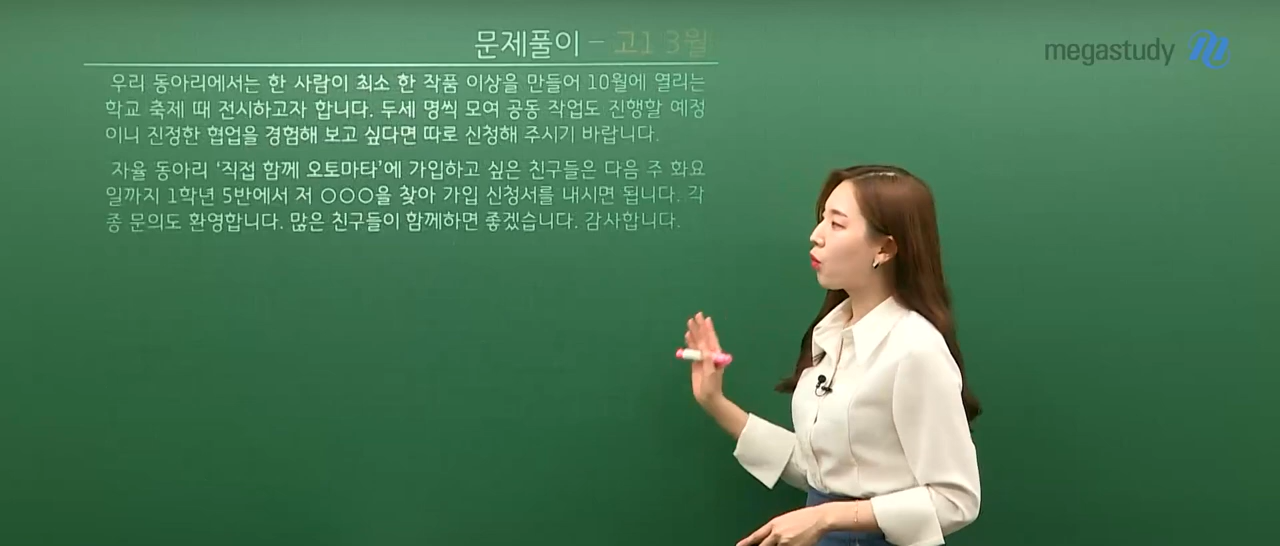 문제풀이 - 고1 3월
megastudy
우리 동아리에서는 한 사람이 최소 한 작품 이상을 만들어 10월에 열리는
학교 축제 때 전시하고자 합니다. 두세 명씩 모여 공동 작업도 진행할 예정
이니 진정한 협업을 경험해 보고 싶다면 따로 신청해 주시기 바랍니다.
자율 동아리 ‘직접 함께 오토마타’에 가입하고 싶은 친구들은 다음 주 화요
일까지 1학년 5반에서 저 ○○○을 찾아 가입 신청서를 내시면 됩니다. 각
종 문의도 환영합니다. 많은 친구들이 함께하면 좋겠습니다. 감사합니다.